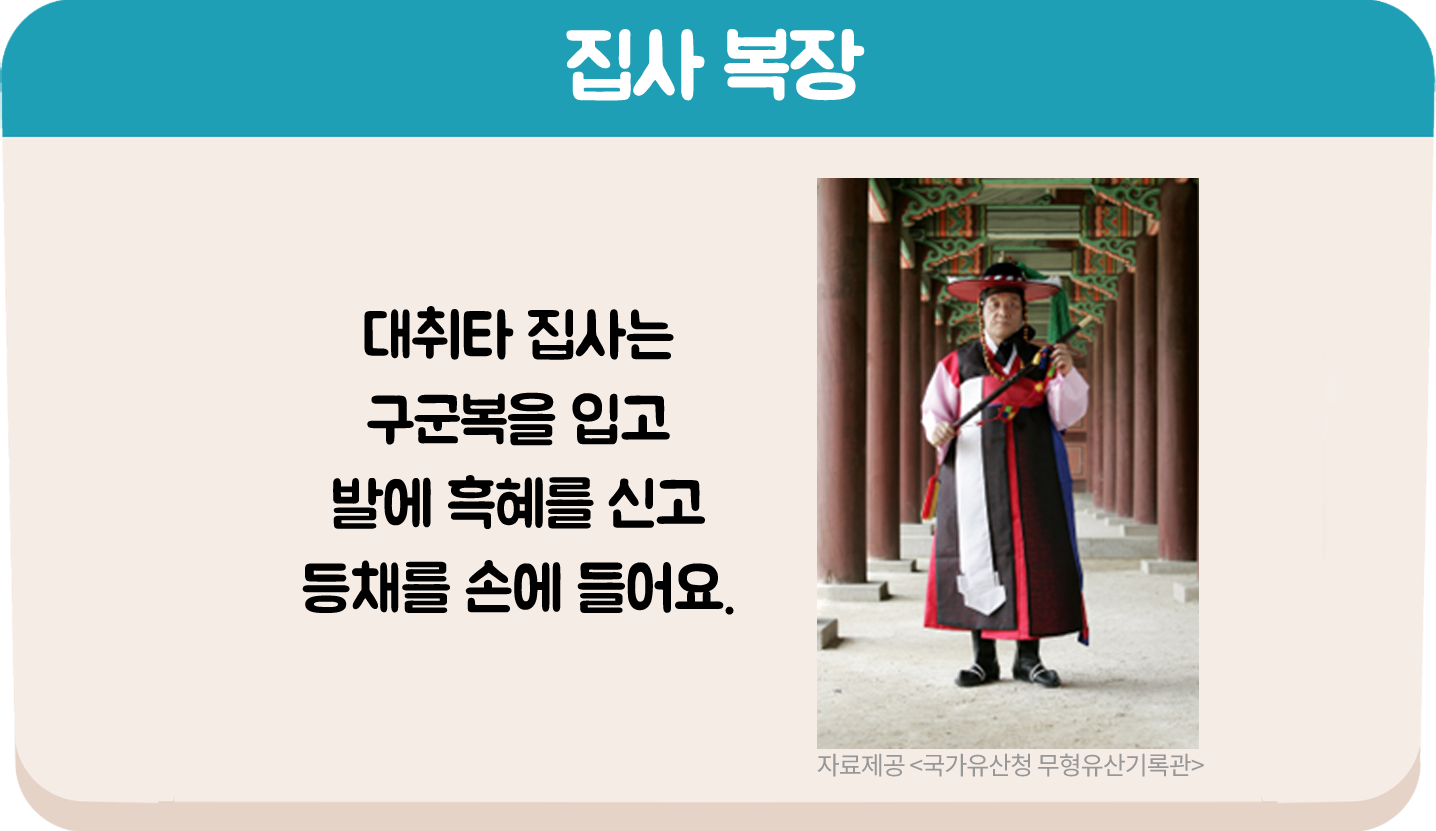 집사 복장
대취타 집사는
구군복을 입고
발에 흑혜를 신고
등채를 손에 들어요.
자료제공 <국가유산청 무형유산기록관>